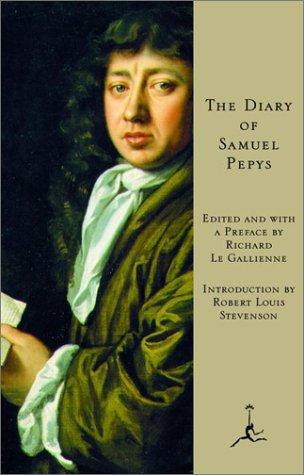 The Diary
of
Samuel
Pepys
Edited and with
a Preface by
Richard
Le Gallienne
Introduction by
Robert Louis
Stevenson